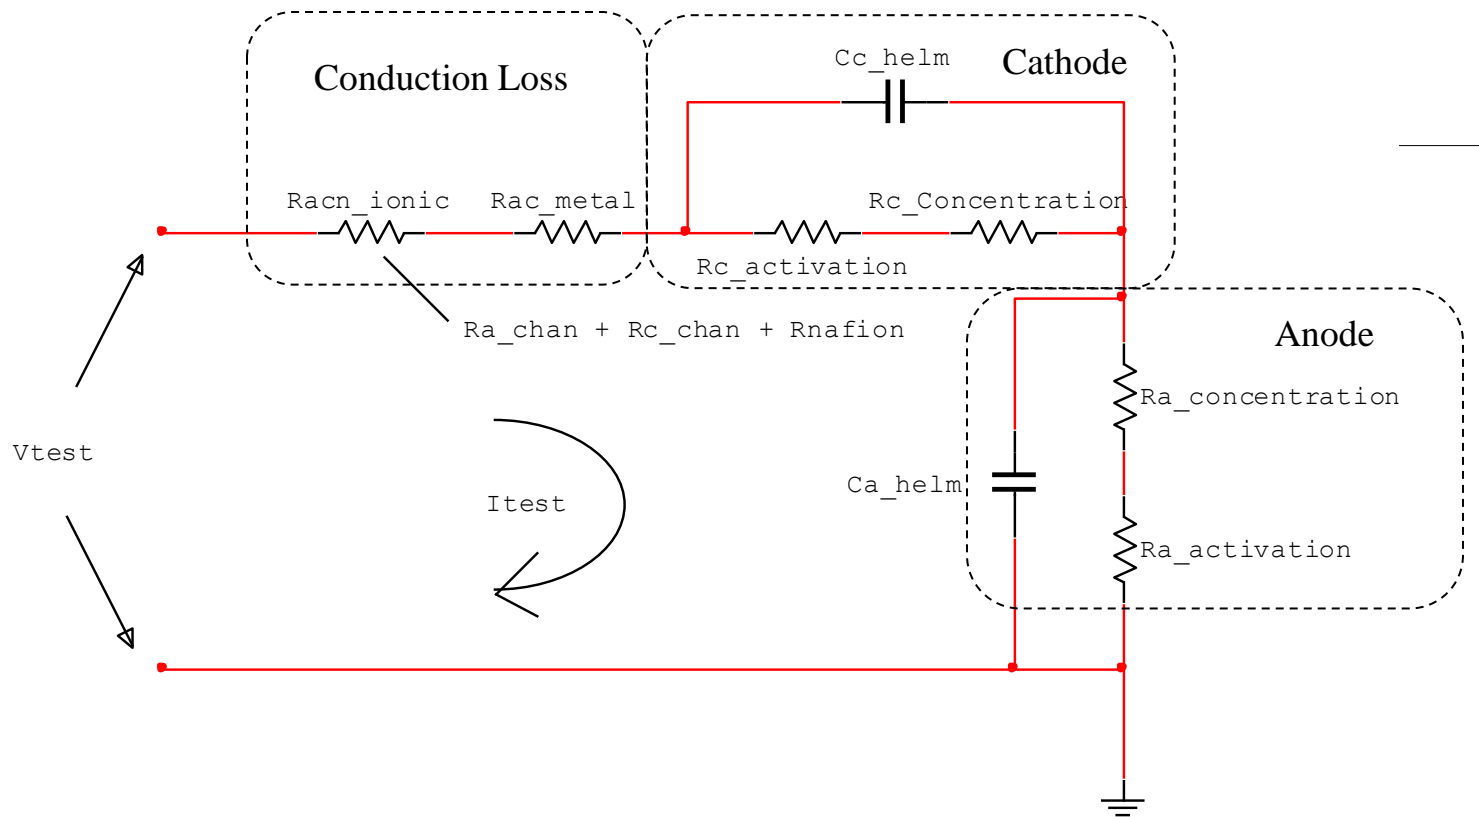 Conduction Loss
Cc_helm
Cathode
Racn_ionic
Rac_metal
Rc_Concentration
Rc_activation
Ra_chan + Rc_chan + Rnafion
Anode
Ra_concentration
Vtest
Itest
Ca_helm
Ra_activation